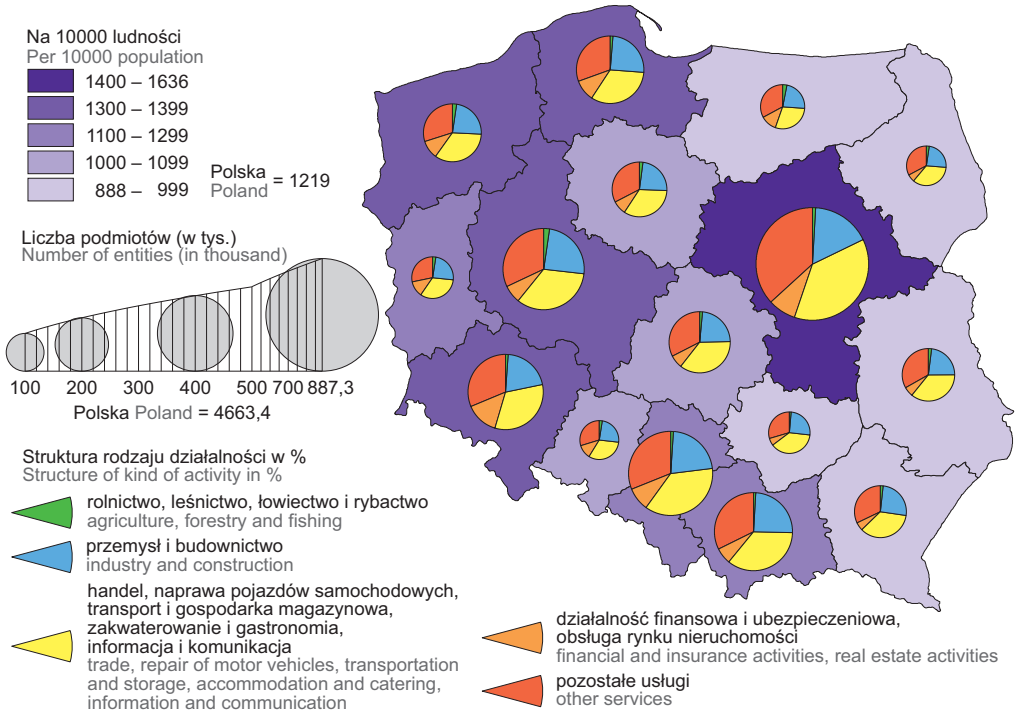 Na 10000 ludności
Per 10000 population
1400 – 1636
1300 – 1399
1100 – 1299
1000 – 1099
888 – 999
Polska
Poland = 1219
Liczba podmiotów (w tys.)
Number of entities (in thousand)
100 200 300 400 500 700 887,3
Polska Poland = 4663,4
Struktura rodzaju działalności w %
Structure of kind of activity in %
rolnictwo, leśnictwo, łowiectwo i rybactwo
agriculture, forestry and fishing
przemysł i budownictwo
industry and construction
handel, naprawa pojazdów samochodowych,
transport i gospodarka magazynowa,
zakwaterowanie i gastronomia,
informacja i komunikacja
trade, repair of motor vehicles, transportation
and storage, accommodation and catering,
information and communication
działalność finansowa i ubezpieczeniowa,
obsługa rynku nieruchomości
financial and insurance activities, real estate activities
pozostałe usługi
other services